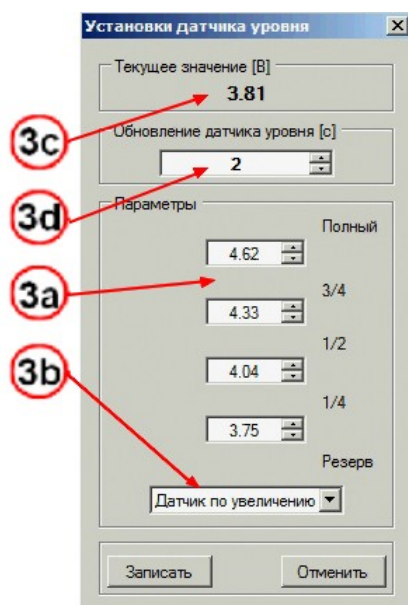 Установки датчика уровня
Текущее значение [В]
3.81
3c
Обновление датчика уровня [с]
2
3d
Параметры
Полный
4.62
3a
3/4
4.33
1/2
4.04
3b
1/4
3.75
Резерв
Датчик по увеличению
Записать Отменить